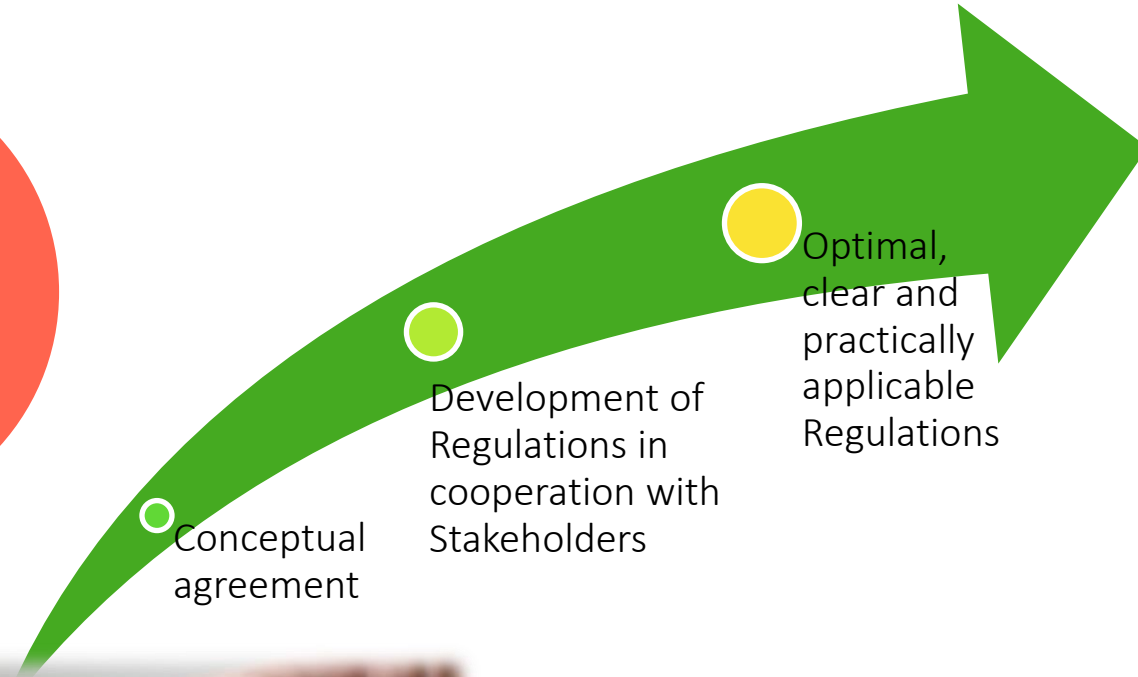 Conceptual
agreement
Development of
Regulations in
cooperation with
Stakeholders
Optimal,
clear and
practically
applicable
Regulations